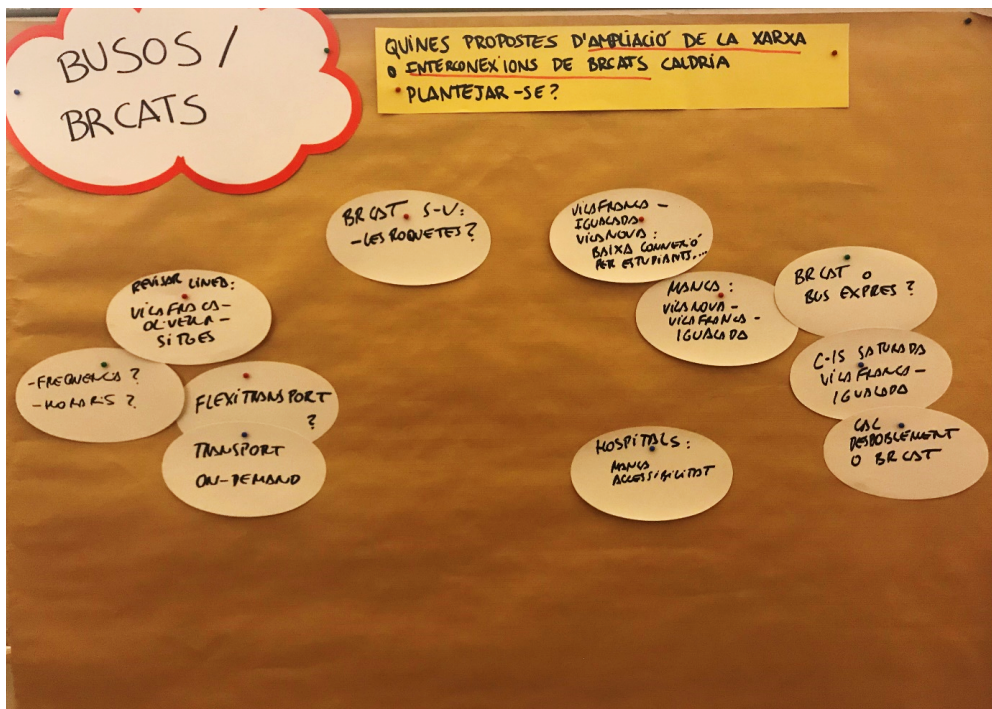 BUSOS /
BRCATS
QUINES PROPOSTES D'AMPLIACIÓ DE LA XARXA
O INTERCONEXIONS DE BRCATS CALDRIA
PLANTEJAR-SE?
BRCAT S-V:
-LES ROQUETES?
VILAFRANCA -
IGUALADA
VILANOVA:
BAIXA CONNEXIÓ
PER ESTUDIANTS,...
REVISAR LINEA:
VILAFRACA-
OLIVELLA-
SITGES
-FREQUENCIA?
-HORARIS?
FLEXITRANSPORT
?
TRANSPORT
ON-DEMAND
MANCA:
VILANOVA-
VILAFRANCA-
IGUALADA
BRCAT O
BUS EXPRES?
C-15 SATURADA
VILAFRANCA-
IGUALADA
CAL
DESDOBLEMENT
O BRCAT
HOSPITALS:
MANCA
ACCESSIBILITAT